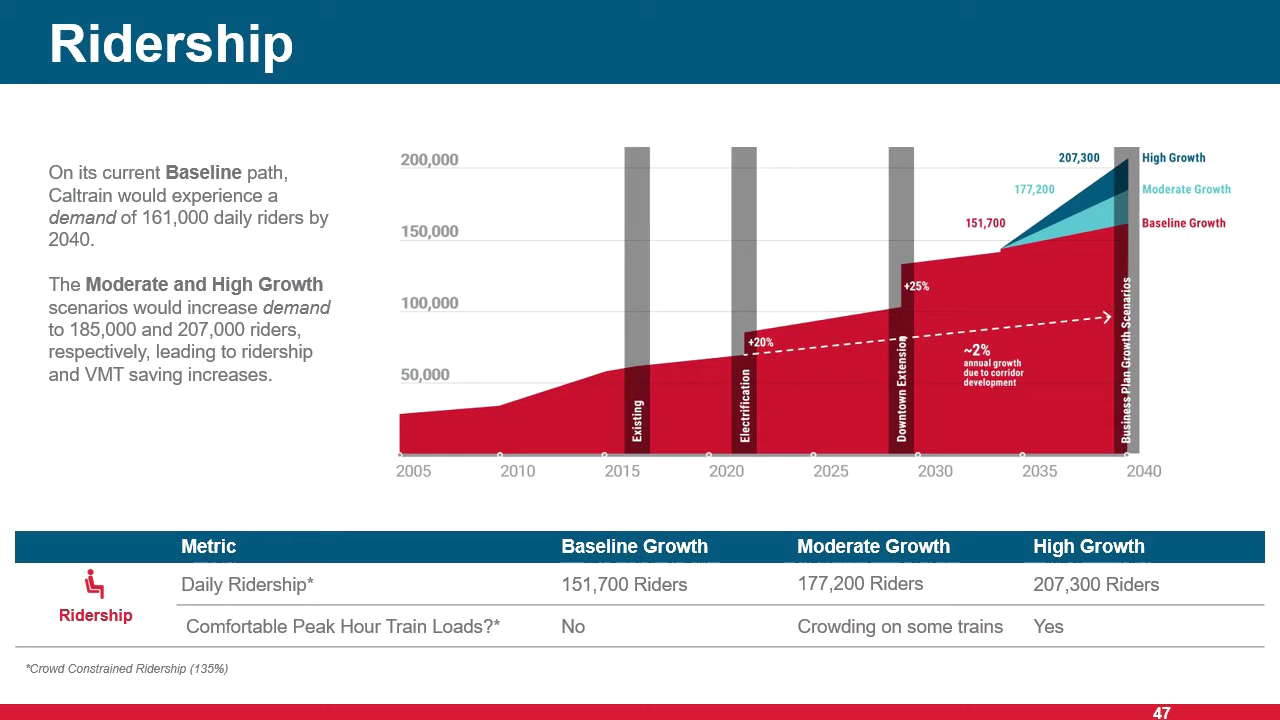 Ridership
On its current Baseline path,
Caltrain would experience a
demand of 161,000 daily riders by
2040.
The Moderate and High Growth
scenarios would increase demand
to 185,000 and 207,000 riders,
respectively, leading to ridership
and VMT saving increases.
200,000
150,000
100,000
50,000
207,300
High Growth
177,200
Moderate Growth
151,700
Baseline Growth
+20%
+25%
~2%
annual growth
due to corridor
development
Existing
Electrification
Downtown Extension
Business Plan Growth Scenarios
2005 2010 2015 2020 2025 2030 2035 2040
Metric Baseline Growth Moderate Growth High Growth
Ridership
Daily Ridership* 151,700 Riders 177,200 Riders 207,300 Riders
Comfortable Peak Hour Train Loads?* No Crowding on some trains Yes
*Crowd Constrained Ridership (135%)
47